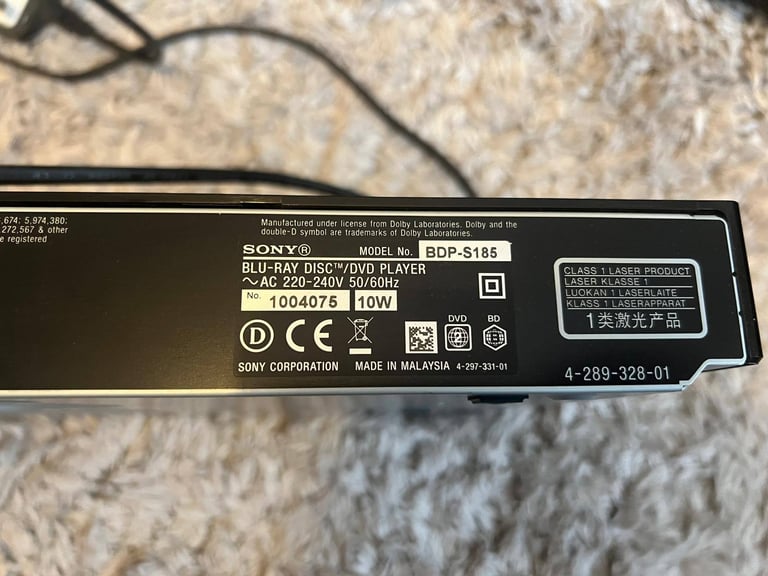 ,674; 5,974,380;
,272,567 & other
e registered
Manufactured under license from Dolby Laboratories. Dolby and the
double-D symbol are trademarks of Dolby Laboratories.
SONY® MODEL No. BDP-S185
BLU-RAY DISC™/DVD PLAYER
～AC 220-240V 50/60Hz
No. 1004075 10W
D CE DVD 2 BD
SONY CORPORATION MADE IN MALAYSIA 4-297-331-01
CLASS 1 LASER PRODUCT
LASER KLASSE 1
LUOKAN 1 LASERLAITE
KLASS 1 LASERAPPARAT
1类激光产品
4-289-328-01